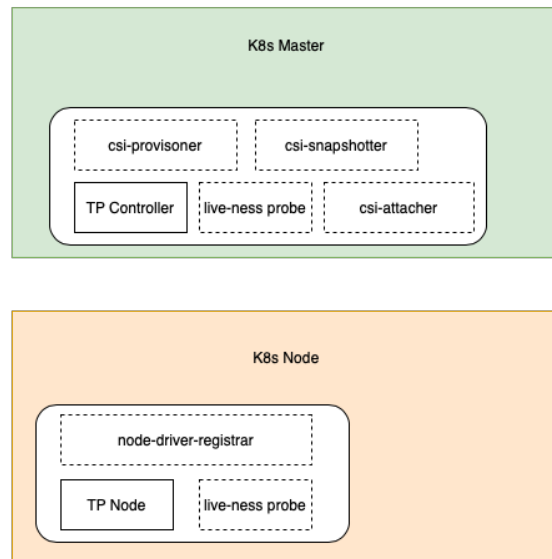 K8s Master
csi-provisoner
csi-snapshotter
TP Controller
live-ness probe
csi-attacher
K8s Node
node-driver-registrar
TP Node
live-ness probe